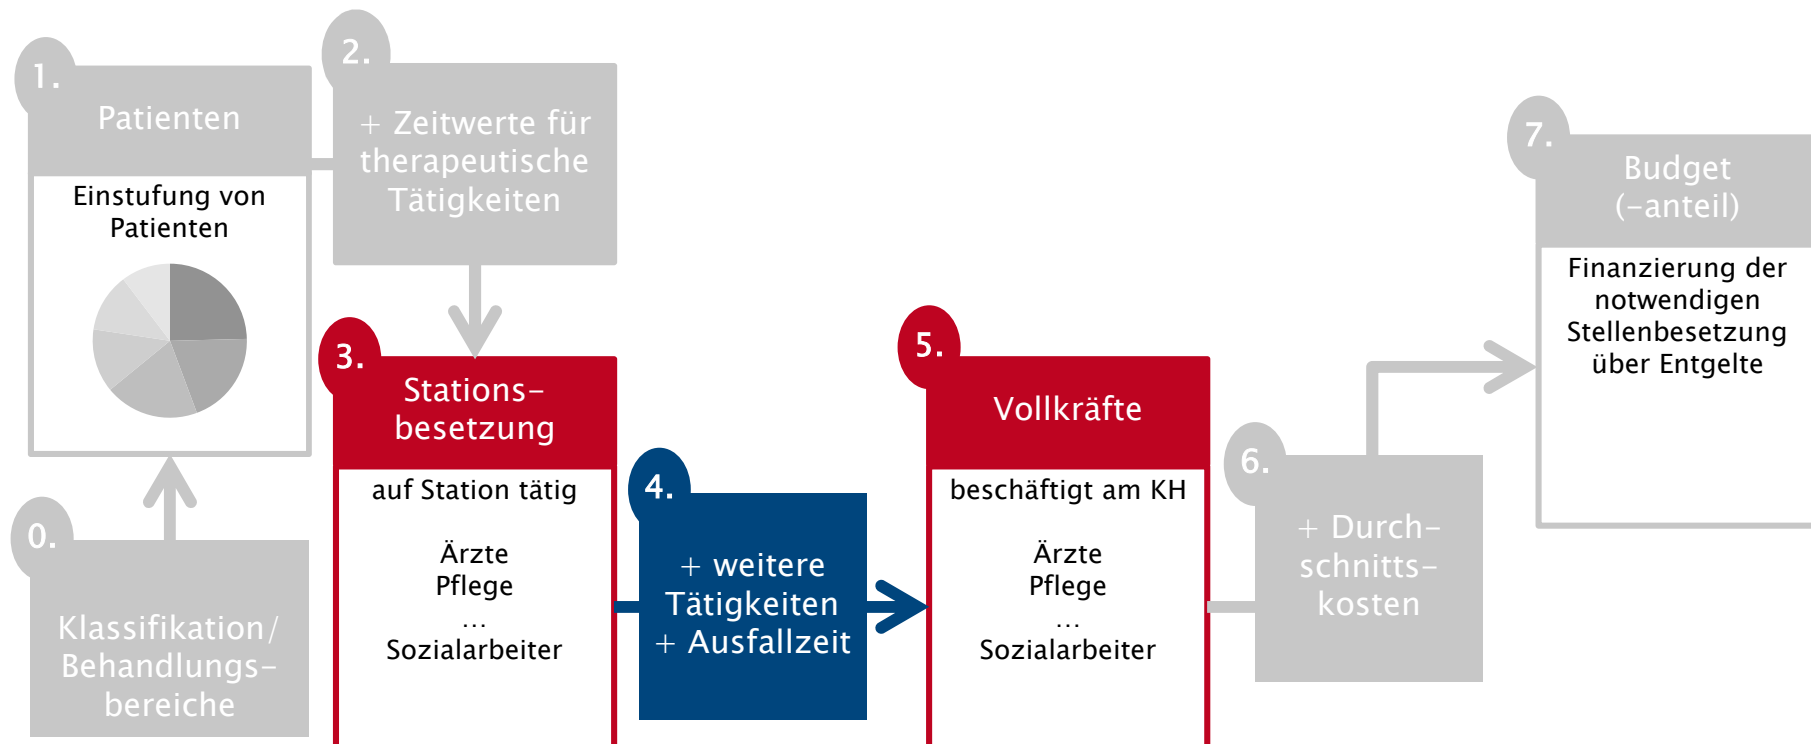 0.
Klassifikation/
Behandlungs-
bereiche
1.
Patienten
Einstufung von
Patienten
2.
+ Zeitwerte für
therapeutische
Tätigkeiten
3.
Stations-
besetzung
auf Station tätig
Ärzte
Pflege
...
Sozialarbeiter
4.
+ weitere
Tätigkeiten
+ Ausfallzeit
5.
Vollkräfte
beschäftigt am KH
Ärzte
Pflege
...
Sozialarbeiter
6.
+ Durch-
schnitts-
kosten
7.
Budget
(-anteil)
Finanzierung der
notwendigen
Stellenbesetzung
über Entgelte